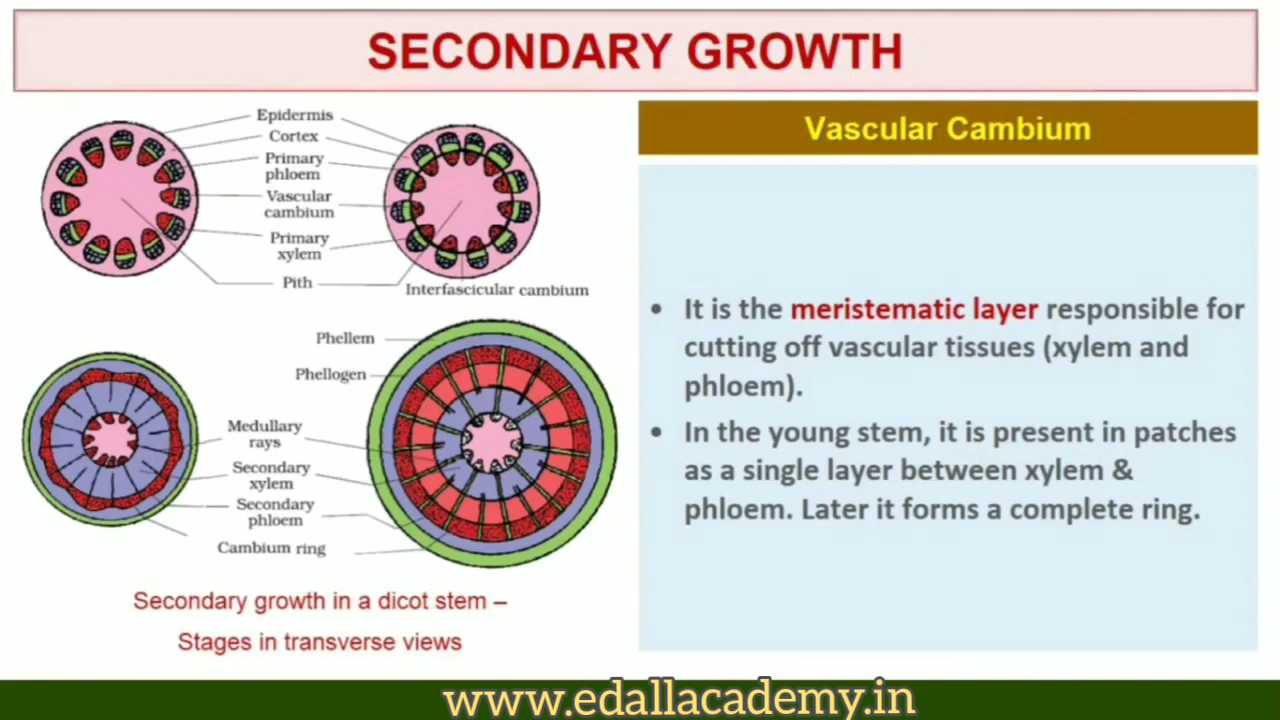 SECONDARY GROWTH
Epidermis
Cortex
Primary
phloem
Vascular
cambium
Primary
xylem
Pith
Interfascicular cambium
Phellem
Phellogen
Medullary
rays
Secondary
xylem
Secondary
phloem
Cambium ring
Secondary growth in a dicot stem –
Stages in transverse views
Vascular Cambium
• It is the meristematic layer responsible for
cutting off vascular tissues (xylem and
phloem).
• In the young stem, it is present in patches
as a single layer between xylem &
phloem. Later it forms a complete ring.
www.edallacademy.in